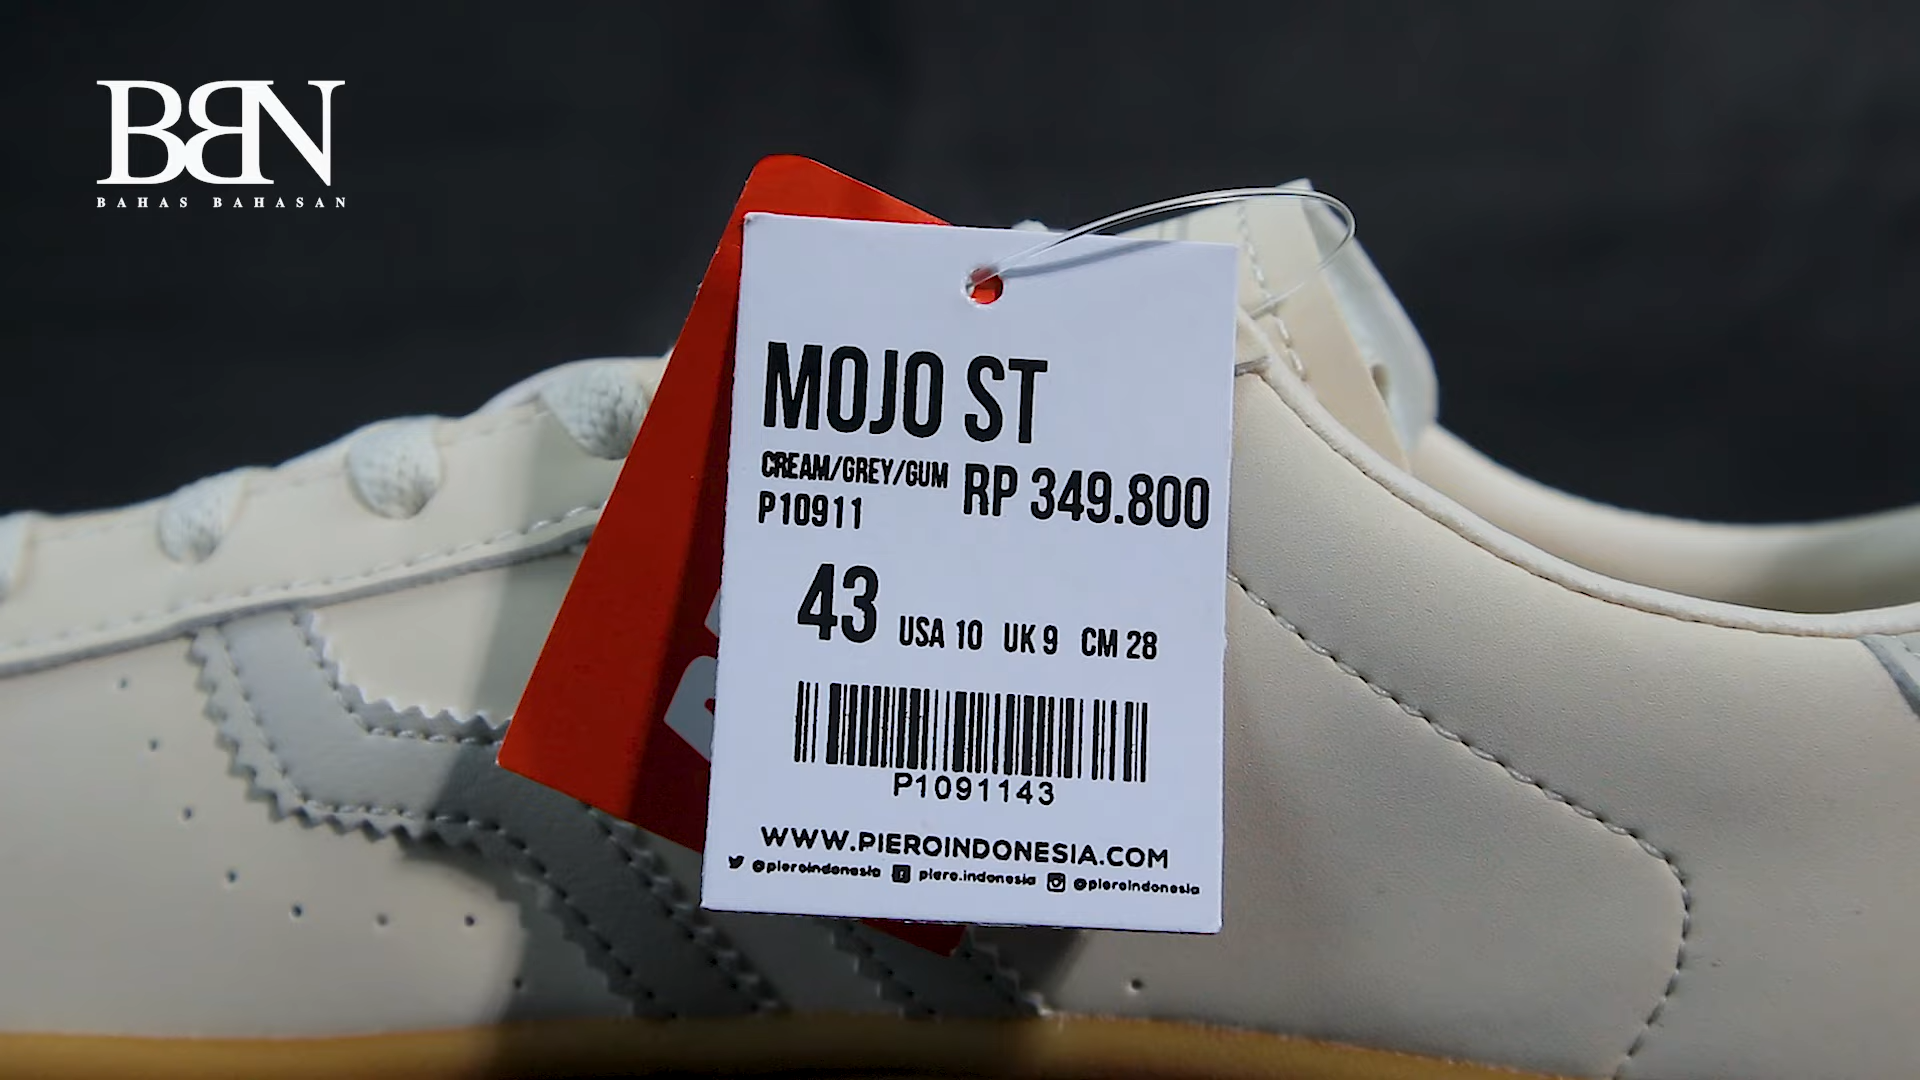 BBN
BAHAS BAHASAN
MOJO ST
CREAM/GREY/GUM RP 349.800
P10911
43 USA 10 UK 9 CM 28
P1091143
WWW.PIEROINDONESIA.COM
@pieroindonesia piero.indonesia @pieroindonesia